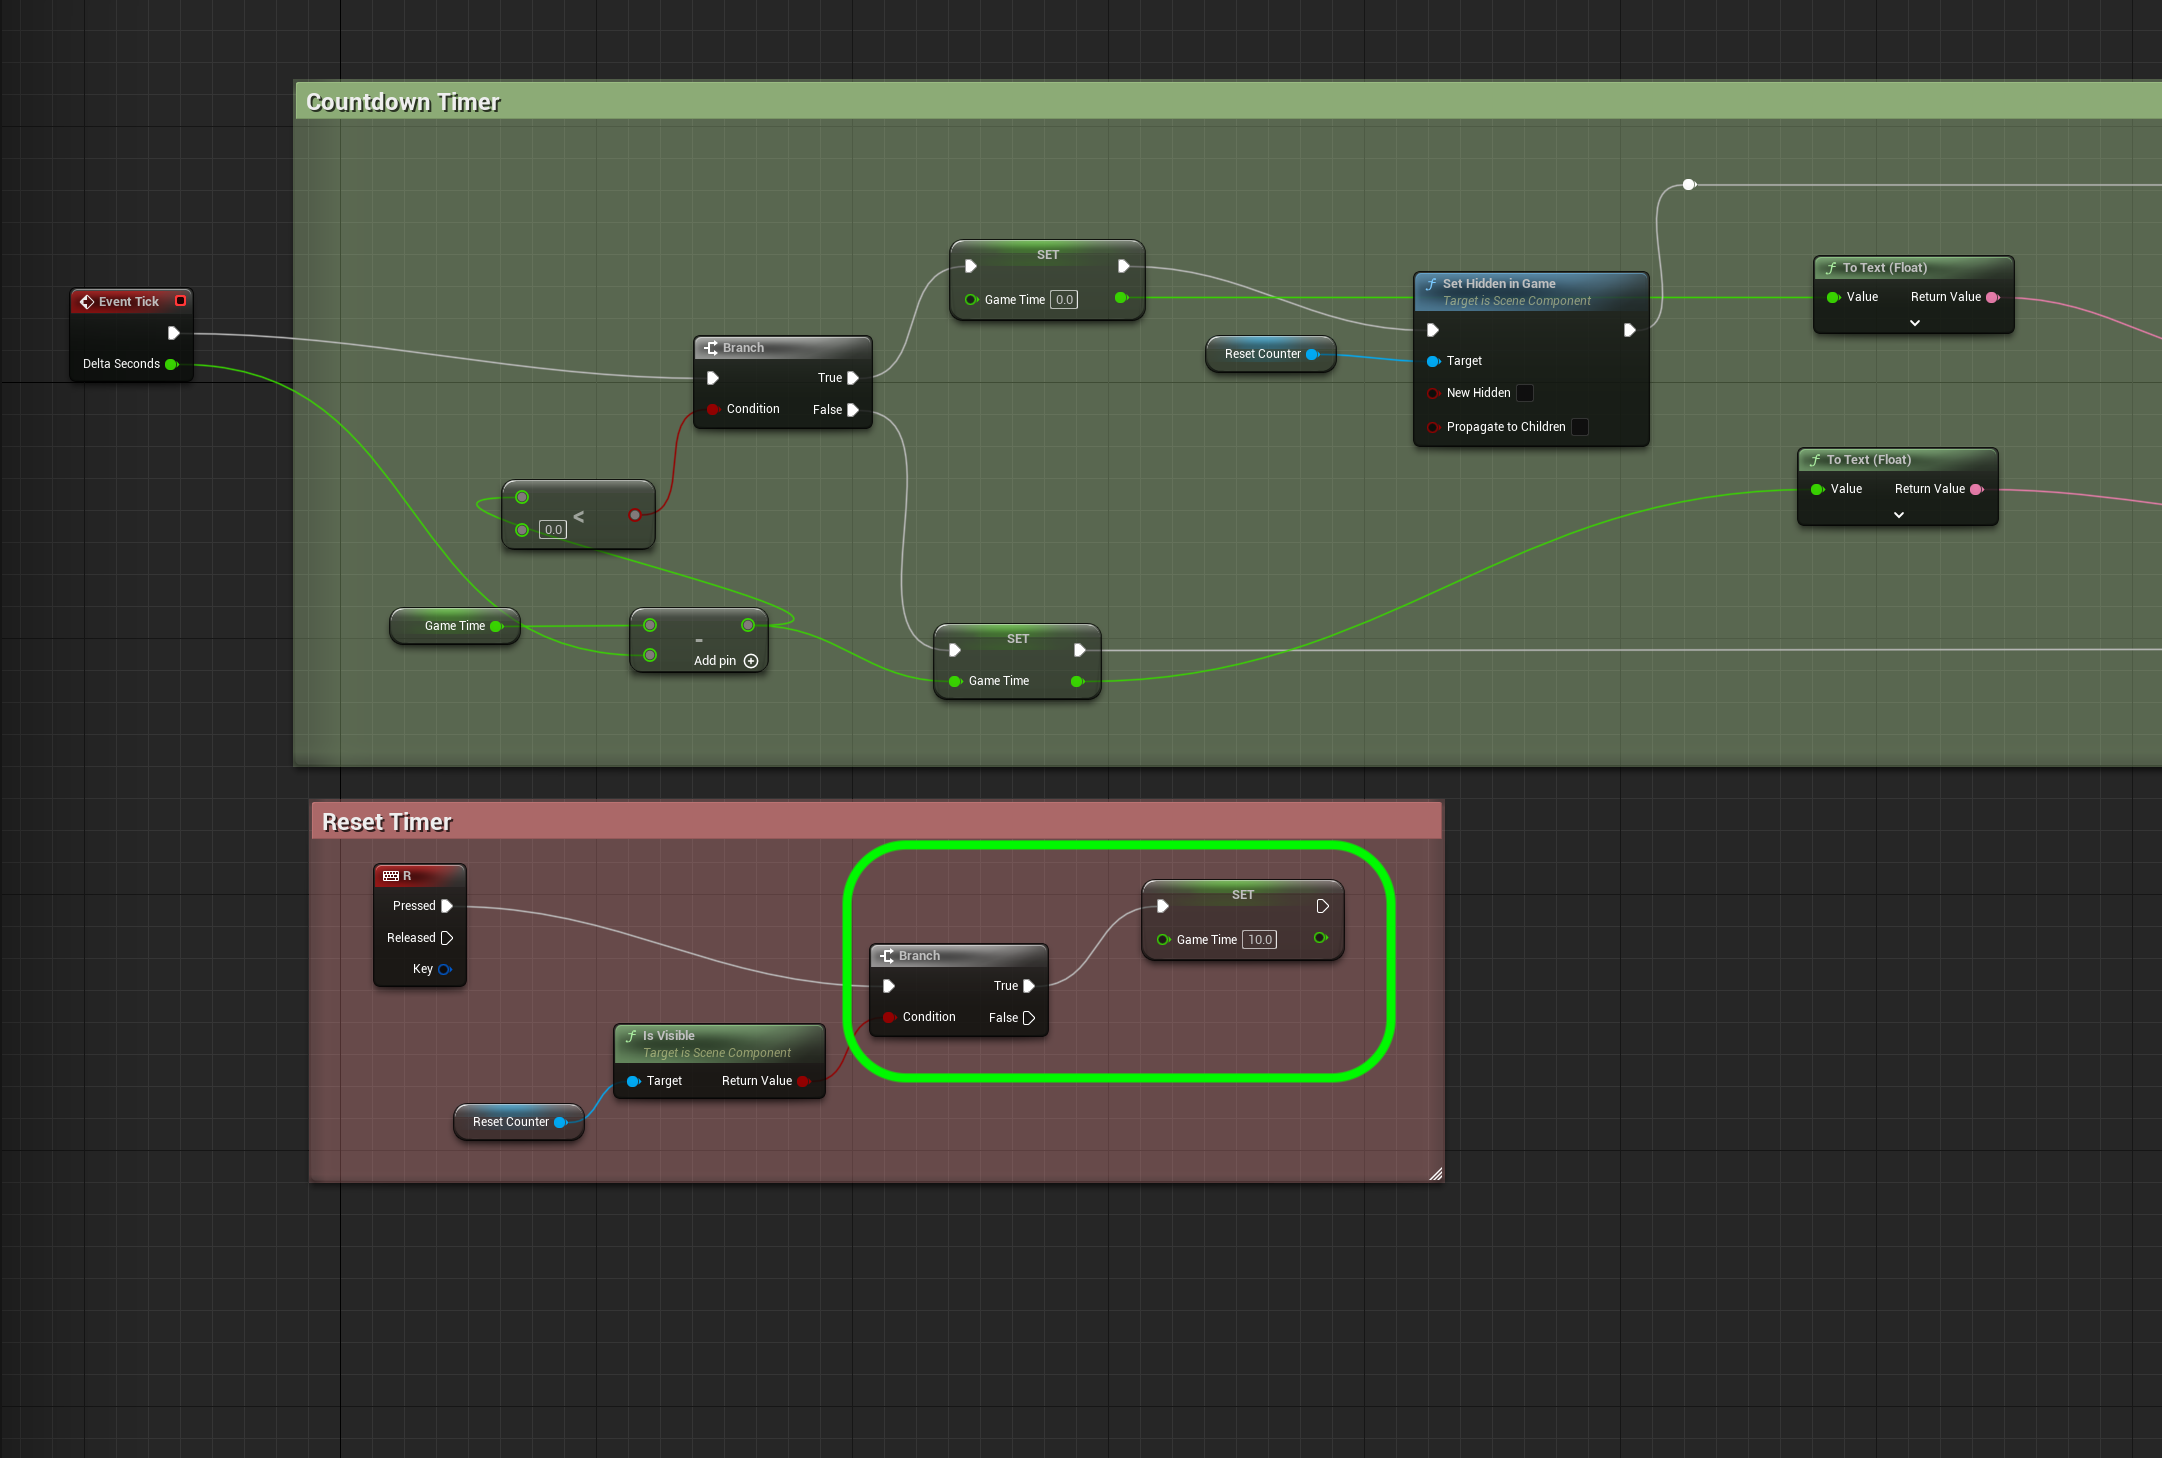 Countdown Timer
Event Tick
Delta Seconds
Branch
True
Condition
False
SET
Game Time 0.0
Reset Counter
Set Hidden in Game
Target is Scene Component
Target
New Hidden
Propagate to Children
To Text (Float)
Value
Return Value
To Text (Float)
Value
Return Value
<
0.0
Game Time
-
Add pin
SET
Game Time
Reset Timer
R
Pressed
Released
Key
Is Visible
Target is Scene Component
Target
Return Value
Reset Counter
Branch
True
Condition
False
SET
Game Time 10.0